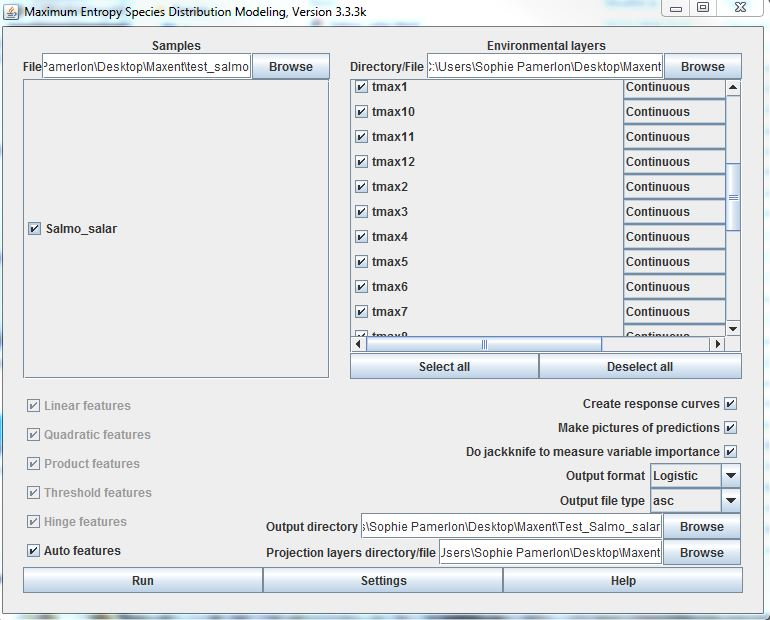 Maximum Entropy Species Distribution Modeling, Version 3.3.3k
Samples
File Pamerlon\Desktop\Maxent\test_salmo Browse
Salmo_salar
Environmental layers
Directory/File C:\Users\Sophie Pamerlon\Desktop\Maxent Browse
tmax1 Continuous
tmax10 Continuous
tmax11 Continuous
tmax12 Continuous
tmax2 Continuous
tmax3 Continuous
tmax4 Continuous
tmax5 Continuous
tmax6 Continuous
tmax7 Continuous
tmax8 Continuous
Select all Deselect all
Linear features
Quadratic features
Product features
Threshold features
Hinge features
Auto features
Create response curves
Make pictures of predictions
Do jackknife to measure variable importance
Output format Logistic
Output file type asc
Output directory s\Sophie Pamerlon\Desktop\Maxent\Test_Salmo_salar Browse
Projection layers directory/file Users\Sophie Pamerlon\Desktop\Maxent Browse
Run Settings Help